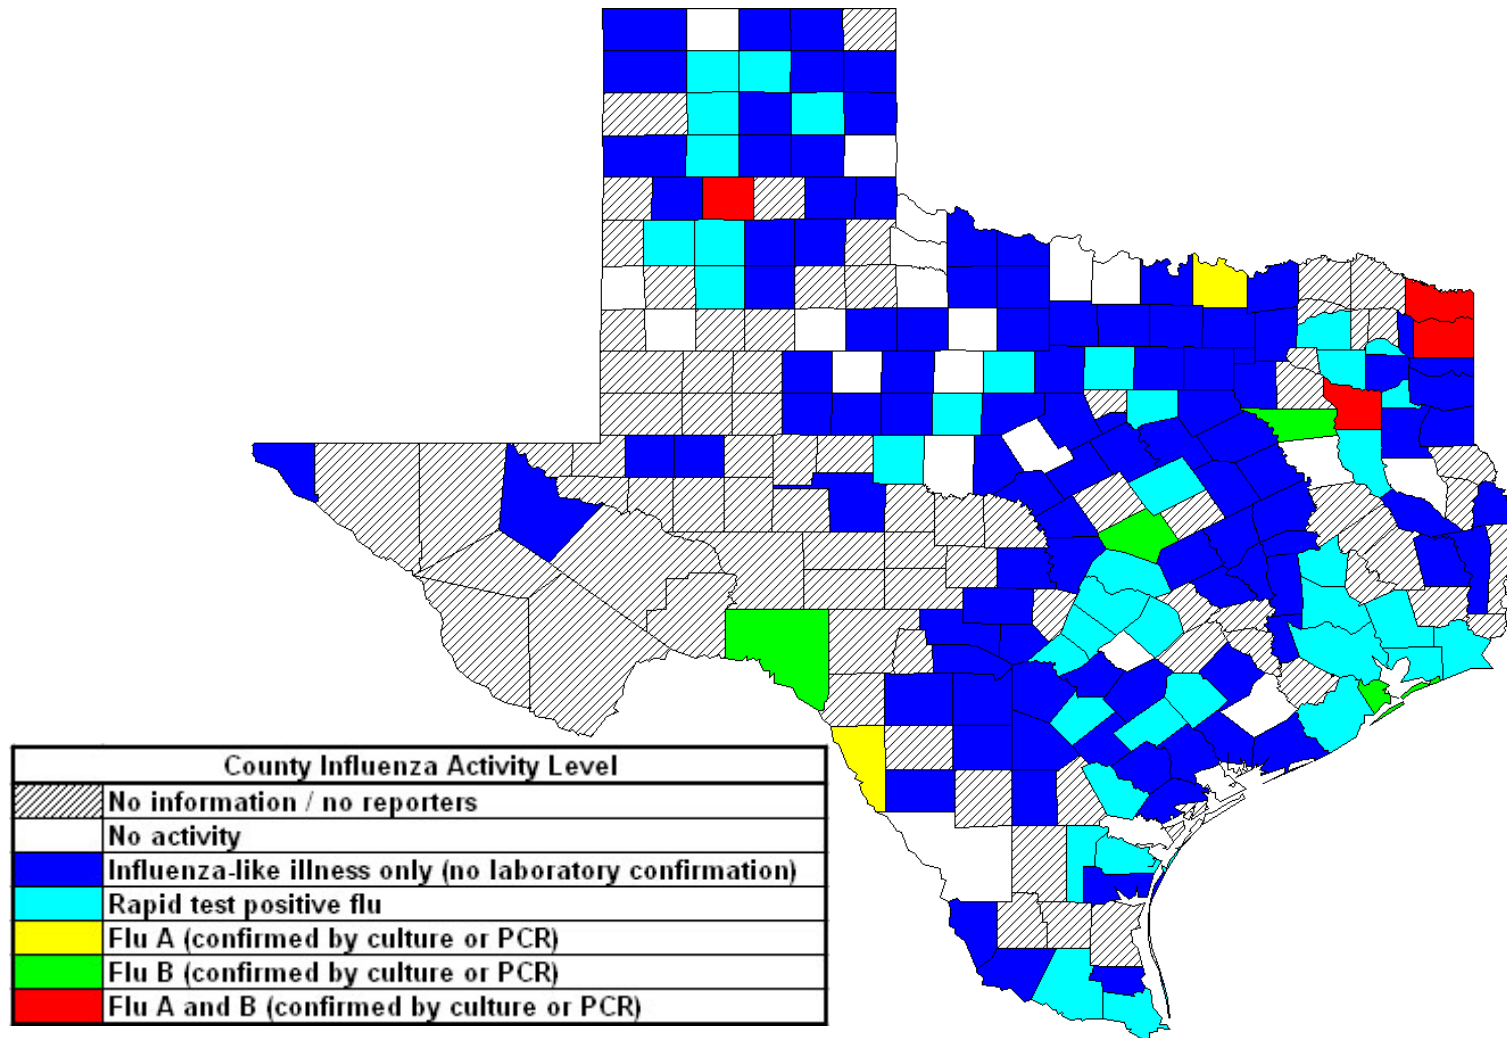 County Influenza Activity Level
No information / no reporters
No activity
Influenza-like illness only (no laboratory confirmation)
Rapid test positive flu
Flu A (confirmed by culture or PCR)
Flu B (confirmed by culture or PCR)
Flu A and B (confirmed by culture or PCR)